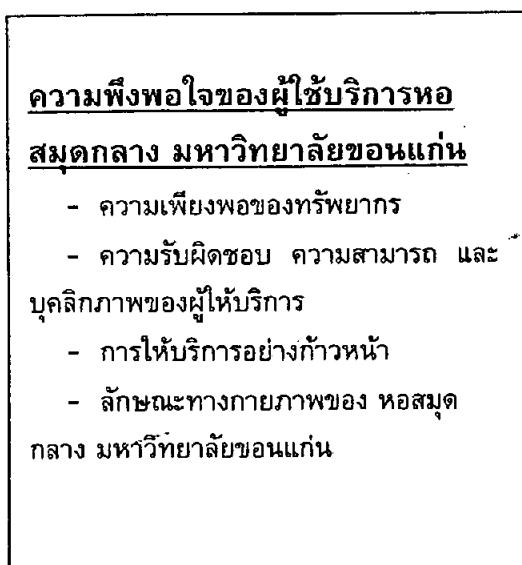 ความพึงพอใจของผู้ใช้บริการหอ
สมุดกลาง มหาวิทยาลัยขอนแก่น
- ความเพียงพอของทรัพยากร
- ความรับผิดชอบ ความสามารถ และ
บุคลิกภาพของผู้ให้บริการ
- การให้บริการอย่างก้าวหน้า
- ลักษณะทางกายภาพของ หอสมุด
กลาง มหาวิทยาลัยขอนแก่น